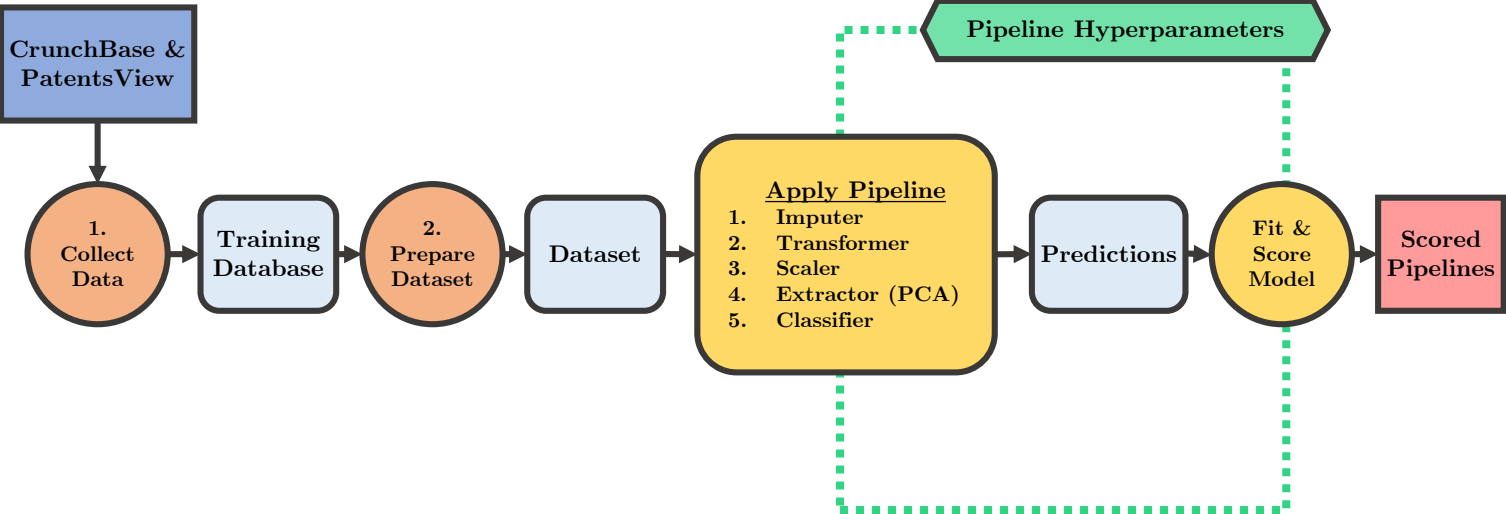 CrunchBase &
PatentsView
Pipeline Hyperparameters
1.
Collect
Data
Training
Database
2.
Prepare
Dataset
Dataset
Apply Pipeline
1. Imputer
2. Transformer
3. Scaler
4. Extractor (PCA)
5. Classifier
Predictions
Fit &
Score
Model
Scored
Pipelines